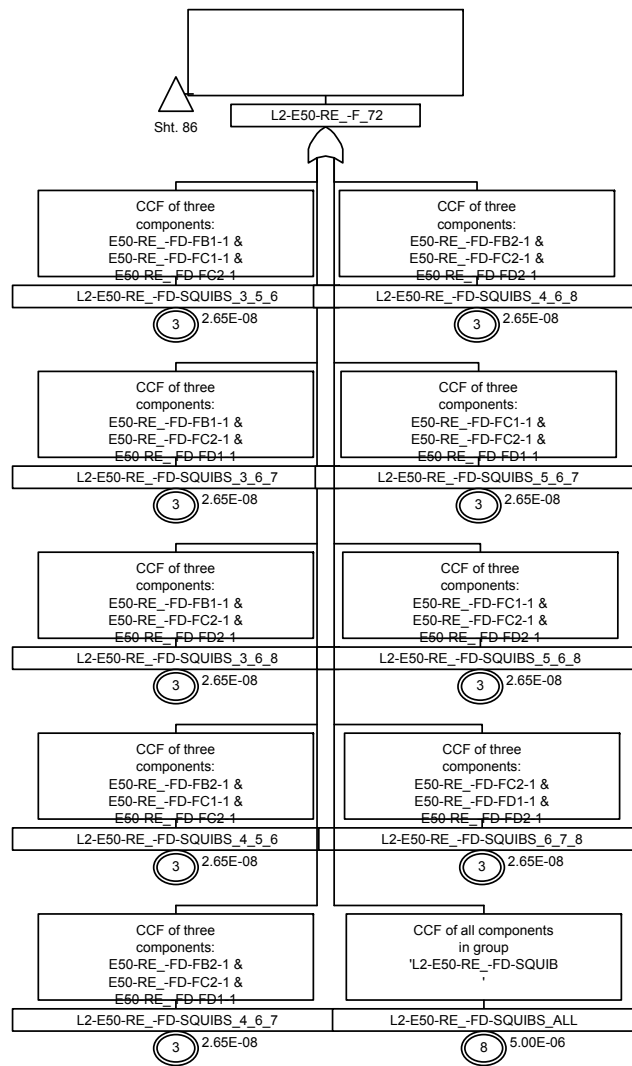 Sht. 86
L2-E50-RE_-F_72
CCF of three
components:
E50-RE_-FD-FB1-1 &
E50-RE_-FD-FC1-1 &
E50-RE_-FD-FC2-1
L2-E50-RE_-FD-SQUIBS_3_5_6
3
2.65E-08
CCF of three
components:
E50-RE_-FD-FB2-1 &
E50-RE_-FD-FC2-1 &
E50-RE_-FD-FD2-1
L2-E50-RE_-FD-SQUIBS_4_6_8
3
2.65E-08
CCF of three
components:
E50-RE_-FD-FB1-1 &
E50-RE_-FD-FC2-1 &
E50-RE_-FD-FD1-1
L2-E50-RE_-FD-SQUIBS_3_6_7
3
2.65E-08
CCF of three
components:
E50-RE_-FD-FC1-1 &
E50-RE_-FD-FC2-1 &
E50-RE_-FD-FD1-1
L2-E50-RE_-FD-SQUIBS_5_6_7
3
2.65E-08
CCF of three
components:
E50-RE_-FD-FB1-1 &
E50-RE_-FD-FC2-1 &
E50-RE_-FD-FD2-1
L2-E50-RE_-FD-SQUIBS_3_6_8
3
2.65E-08
CCF of three
components:
E50-RE_-FD-FC1-1 &
E50-RE_-FD-FC2-1 &
E50-RE_-FD-FD2-1
L2-E50-RE_-FD-SQUIBS_5_6_8
3
2.65E-08
CCF of three
components:
E50-RE_-FD-FB2-1 &
E50-RE_-FD-FC1-1 &
E50-RE_-FD-FC2-1
L2-E50-RE_-FD-SQUIBS_4_5_6
3
2.65E-08
CCF of three
components:
E50-RE_-FD-FC2-1 &
E50-RE_-FD-FD1-1 &
E50-RE_-FD-FD2-1
L2-E50-RE_-FD-SQUIBS_6_7_8
3
2.65E-08
CCF of three
components:
E50-RE_-FD-FB2-1 &
E50-RE_-FD-FC2-1 &
E50-RE_-FD-FD1-1
L2-E50-RE_-FD-SQUIBS_4_6_7
3
2.65E-08
CCF of all components
in group
'L2-E50-RE_-FD-SQUIB
'
L2-E50-RE_-FD-SQUIBS_ALL
8
5.00E-06